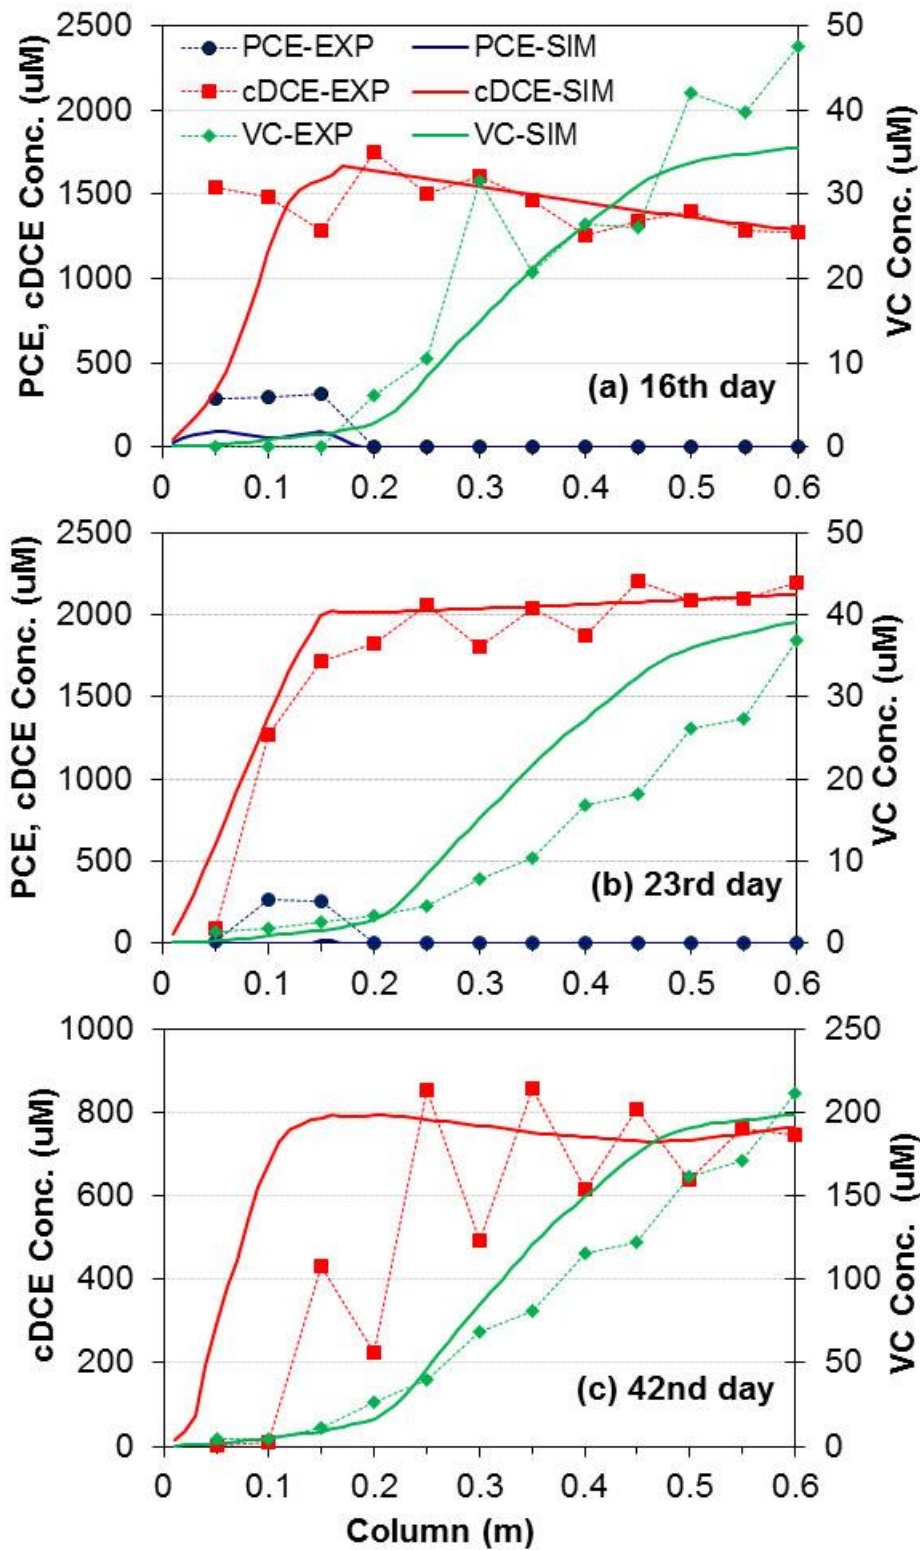 PCE, cDCE Conc. (uM)
2500
2000
1500
1000
500
0
PCE-EXP
PCE-SIM
cDCE-EXP
cDCE-SIM
VC-EXP
VC-SIM
(a) 16th day
50
40
30
20
10
0
VC Conc. (uM)
0 0.1 0.2 0.3 0.4 0.5 0.6
PCE, cDCE Conc. (uM)
2500
2000
1500
1000
500
0
(b) 23rd day
50
40
30
20
10
0
VC Conc. (uM)
0 0.1 0.2 0.3 0.4 0.5 0.6
cDCE Conc. (uM)
1000
800
600
400
200
0
(c) 42nd day
250
200
150
100
50
0
VC Conc. (uM)
0 0.1 0.2 0.3 0.4 0.5 0.6
Column (m)